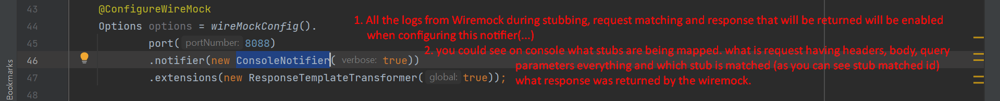 43 @ConfigureWireMock
44 Options options = wireMockConfig().
1. All the logs from Wiremock during stubbing, request matching and response that will be returned will be enabled
when configuring this notifier(...)
45 port( portNumber: 8088)
2. you could see on console what stubs are being mapped. what is request having headers, body, query
46 .notifier(new ConsoleNotifier( verbose: true))
parameters everything and which stub is matched (as you can see stub matched id)
47 .extensions(new ResponseTemplateTransformer( global: true));
what response was returned by the wiremock.
48
Bookmarks